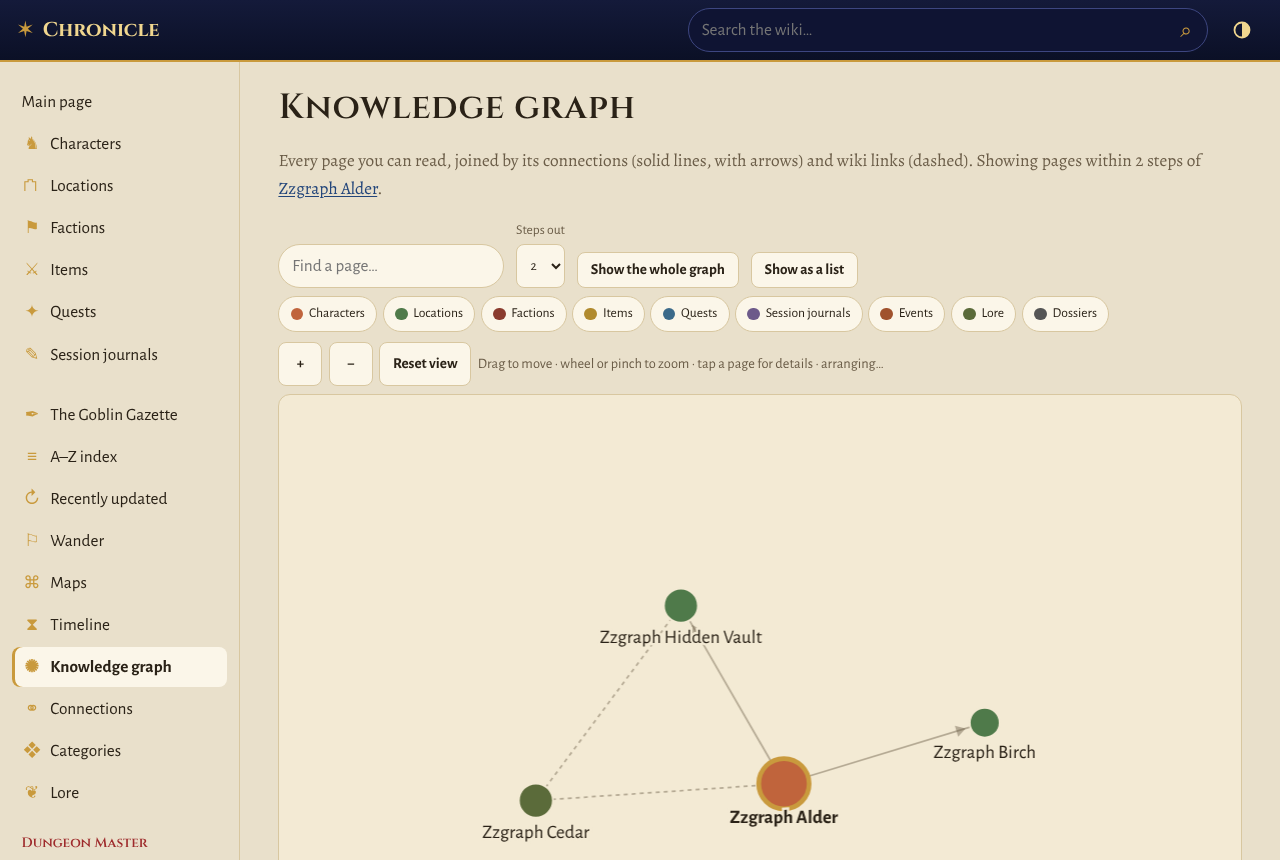 Chronicle
Search the wiki...
Main page
Characters
Locations
Factions
Items
Quests
Session journals
The Goblin Gazette
A–Z index
Recently updated
Wander
Maps
Timeline
Knowledge graph
Connections
Categories
Lore
Dungeon Master
Knowledge graph
Every page you can read, joined by its connections (solid lines, with arrows) and wiki links (dashed). Showing pages within 2 steps of
Zzgraph Alder.
Steps out
Find a page... 2 Show the whole graph Show as a list
Characters Locations Factions Items Quests Session journals Events Lore Dossiers
+ − Reset view Drag to move · wheel or pinch to zoom · tap a page for details · arranging…
Zzgraph Hidden Vault
Zzgraph Birch
Zzgraph Alder
Zzgraph Cedar